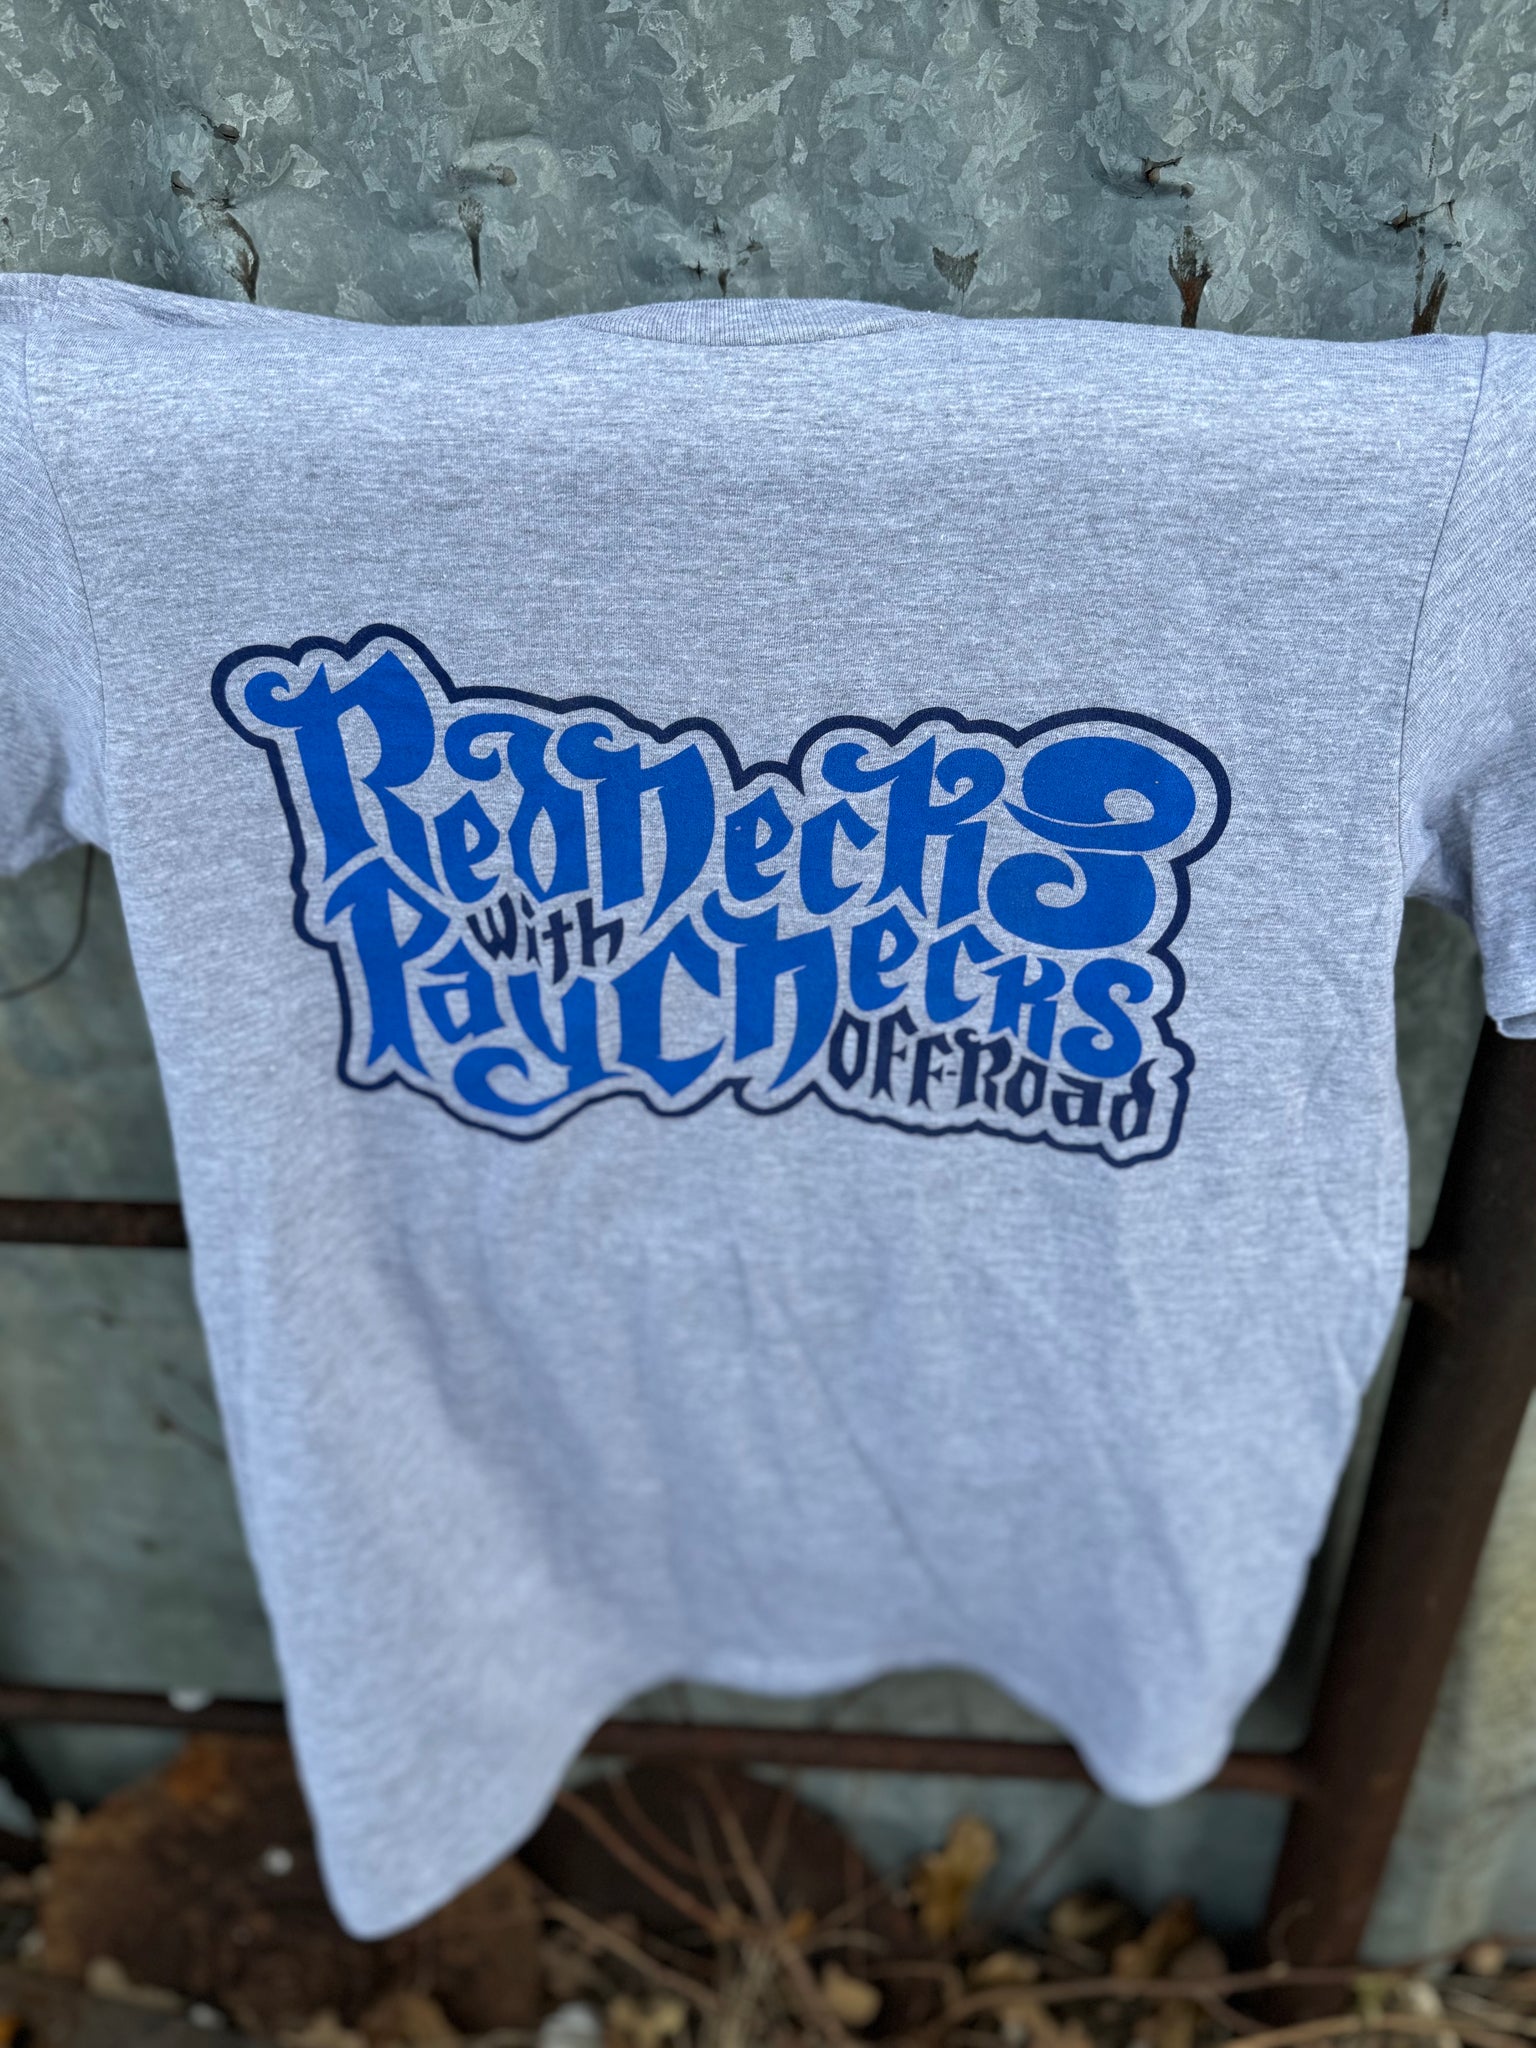 Rednecks
with
Paychecks
Off-Road